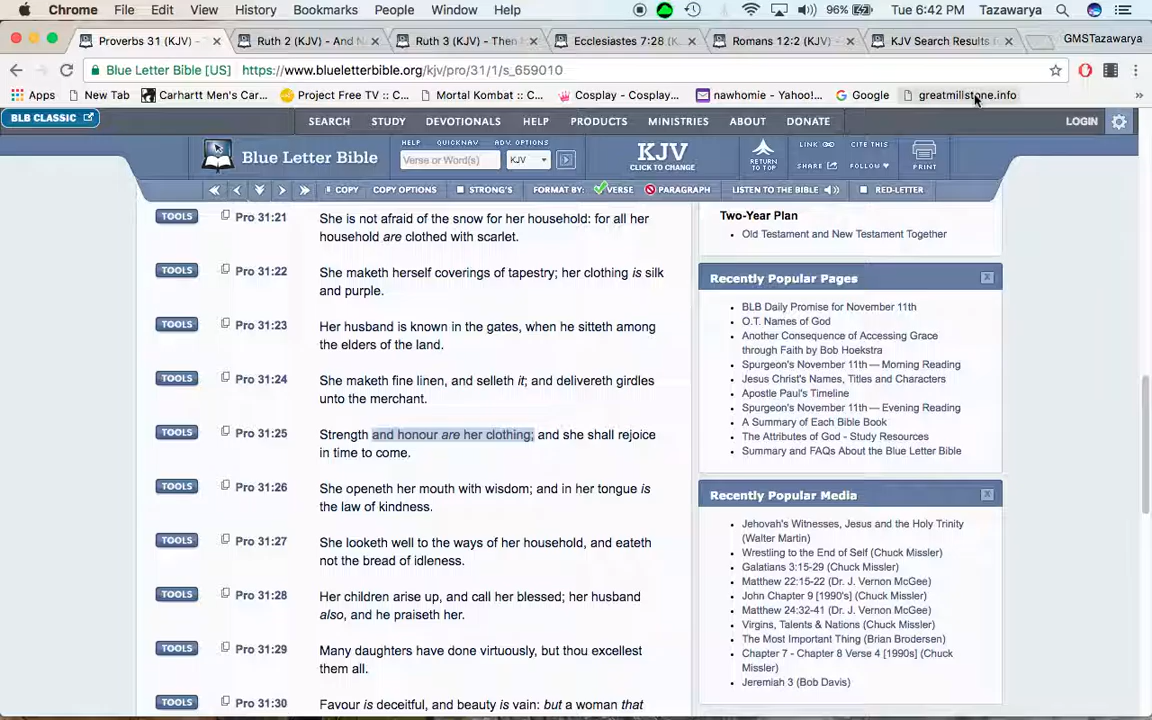 Chrome File Edit View History Bookmarks People Window Help 96% Tue 6:42 PM Tazawarya
Proverbs 31 (KJV) - Ruth 2 (KJV) - And N Ruth 3 (KJV) - Then Ecclesiastes 7:28 (KJV) Romans 12:2 (KJV) KJV Search Results f GMSTazawarya
Blue Letter Bible [US] https://www.blueletterbible.org/kjv/pro/31/1/s_659010
Apps New Tab Carhartt Men's Car... Project Free TV :: C... Mortal Kombat :: C... Cosplay - Cosplay... nawhomie - Yahoo!... Google greatmillstone.info »
BLB CLASSIC SEARCH STUDY DEVOTIONALS HELP PRODUCTS MINISTRIES ABOUT DONATE LOGIN
Blue Letter Bible
HELP QUICKNAV ADV. OPTIONS
Verse or Word(s) KJV
KJV
CLICK TO CHANGE
RETURN
TO TOP
LINK CITE THIS
SHARE FOLLOW
PRINT
COPY COPY OPTIONS STRONG'S FORMAT BY: VERSE PARAGRAPH LISTEN TO THE BIBLE RED-LETTER
TOOLS Pro 31:21 She is not afraid of the snow for her household: for all her
household are clothed with scarlet.
TOOLS Pro 31:22 She maketh herself coverings of tapestry; her clothing is silk
and purple.
TOOLS Pro 31:23 Her husband is known in the gates, when he sitteth among
the elders of the land.
TOOLS Pro 31:24 She maketh fine linen, and selleth it; and delivereth girdles
unto the merchant.
TOOLS Pro 31:25 Strength and honour are her clothing; and she shall rejoice
in time to come.
TOOLS Pro 31:26 She openeth her mouth with wisdom; and in her tongue is
the law of kindness.
TOOLS Pro 31:27 She looketh well to the ways of her household, and eateth
not the bread of idleness.
TOOLS Pro 31:28 Her children arise up, and call her blessed; her husband
also, and he praiseth her.
TOOLS Pro 31:29 Many daughters have done virtuously, but thou excellest
them all.
TOOLS Pro 31:30 Favour is deceitful, and beauty is vain: but a woman that
Two-Year Plan
Old Testament and New Testament Together
Recently Popular Pages
BLB Daily Promise for November 11th
O.T. Names of God
Another Consequence of Accessing Grace
through Faith by Bob Hoekstra
Spurgeon's November 11th — Morning Reading
Jesus Christ's Names, Titles and Characters
Apostle Paul's Timeline
Spurgeon's November 11th — Evening Reading
A Summary of Each Bible Book
The Attributes of God - Study Resources
Summary and FAQs About the Blue Letter Bible
Recently Popular Media
Jehovah's Witnesses, Jesus and the Holy Trinity
(Walter Martin)
Wrestling to the End of Self (Chuck Missler)
Galatians 3:15-29 (Chuck Missler)
Matthew 22:15-22 (Dr. J. Vernon McGee)
John Chapter 9 [1990's] (Chuck Missler)
Matthew 24:32-41 (Dr. J. Vernon McGee)
Virgins, Talents & Nations (Chuck Missler)
The Most Important Thing (Brian Brodersen)
Chapter 7 - Chapter 8 Verse 4 [1990s] (Chuck
Missler)
Jeremiah 3 (Bob Davis)